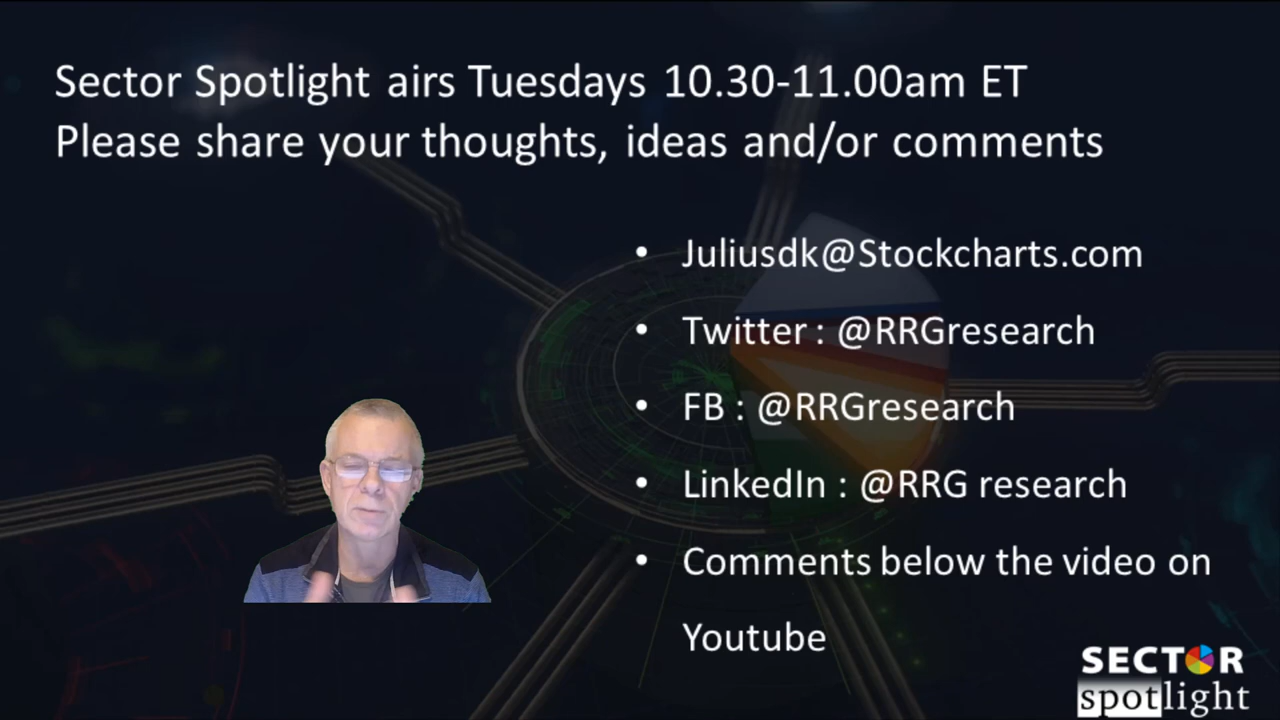 Sector Spotlight airs Tuesdays 10.30-11.00am ET
Please share your thoughts, ideas and/or comments
• Juliusdk@Stockcharts.com
• Twitter : @RRGresearch
• FB : @RRGresearch
• LinkedIn : @RRG research
• Comments below the video on
Youtube
SECTOR
spotlight